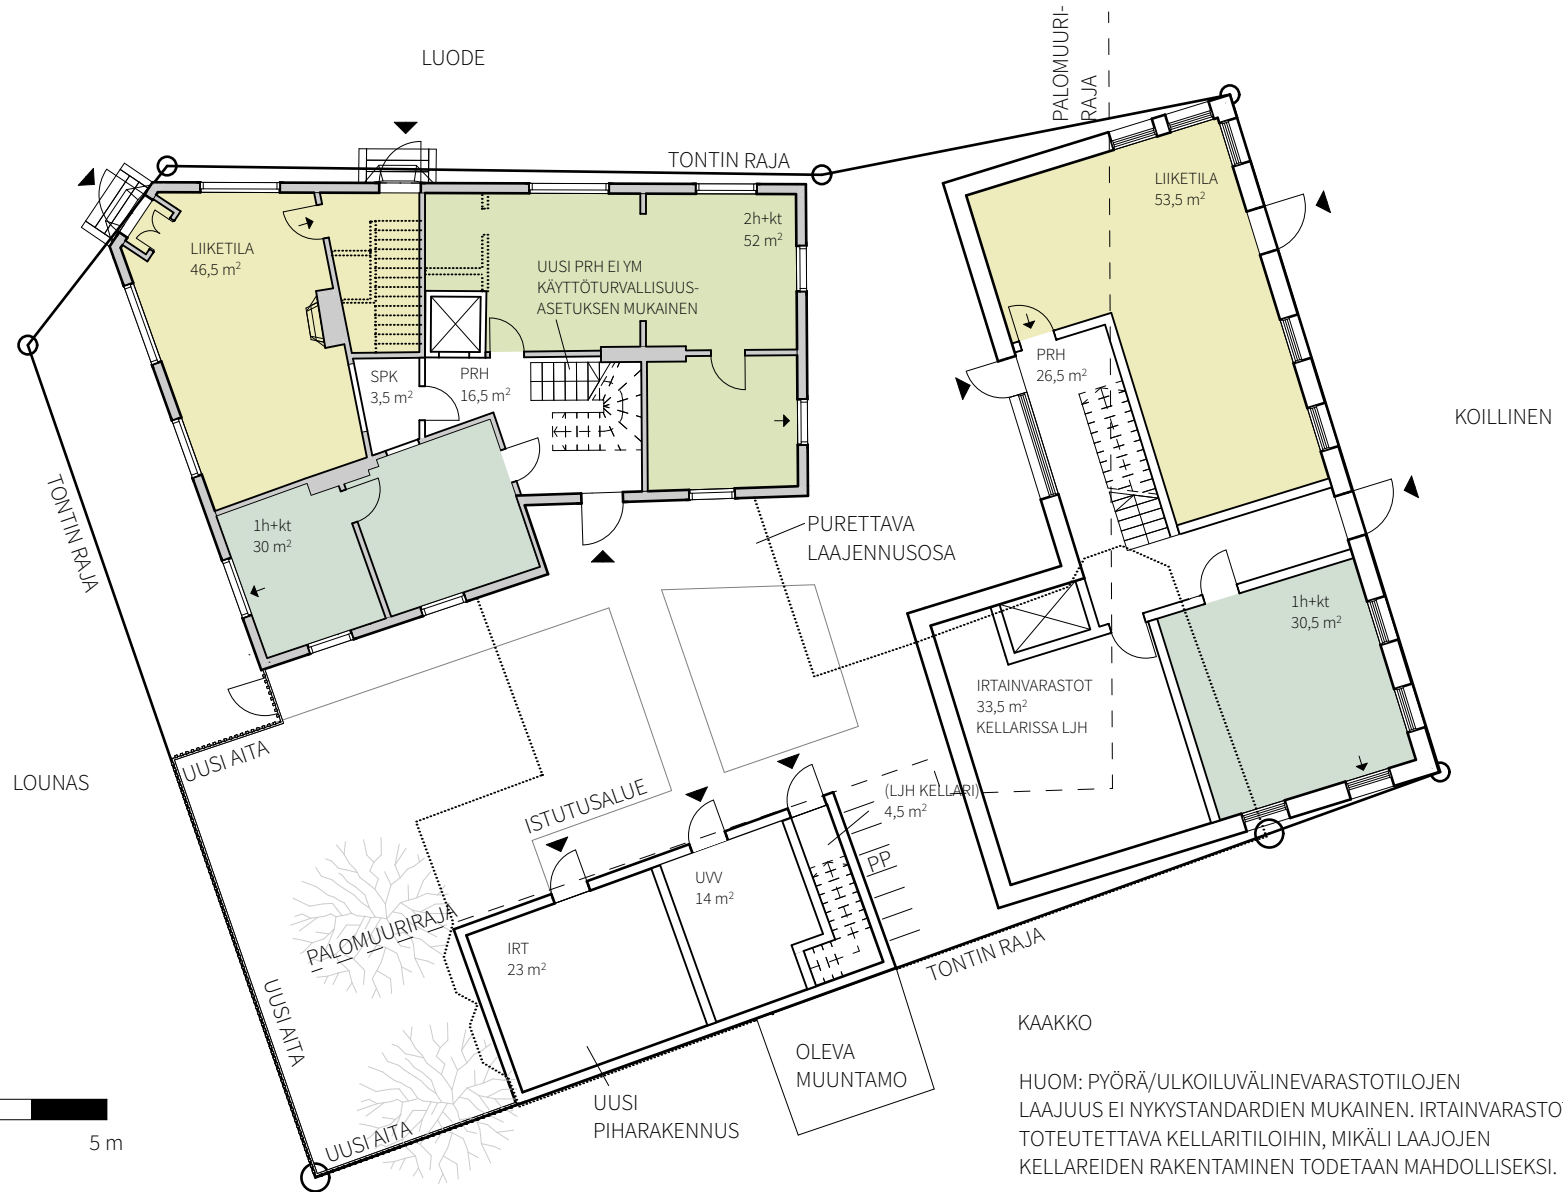 LUODE
PALOMUURI-
RAJA
TONTIN RAJA
LIIKETILA
53,5 m²
2h+kt
52 m²
LIIKETILA
46,5 m²
UUSI PRH EI YM
KÄYTTÖTURVALLISUUS-
ASETUKSEN MUKAINEN
PRH
26,5 m²
SPK
3,5 m²
PRH
16,5 m²
KOILLINEN
TONTIN RAJA
1h+kt
30 m²
PURETTAVA
LAAJENNUSOSA
1h+kt
30,5 m²
IRTAINVARASTOT
33,5 m²
KELLARISSA LJH
UUSI AITA
LOUNAS
ISTUTUSALUE
(LJH KELLARI)
4,5 m²
PP
UVV
14 m²
PALOMUURIRAJA
IRT
23 m²
TONTIN RAJA
UUSI AITA
KAAKKO
OLEVA
MUUNTAMO
UUSI
PIHARAKENNUS
UUSI AITA
5 m
HUOM: PYÖRÄ/ULKOILUVÄLINEVARASTOTILOJEN
LAAJUUS EI NYKYSTANDARDIEN MUKAINEN. IRTAINVARASTO
TOTEUTETTAVA KELLARITILOIHIN, MIKÄLI LAAJOJEN
KELLAREIDEN RAKENTAMINEN TODETAAN MAHDOLLISEKSI.